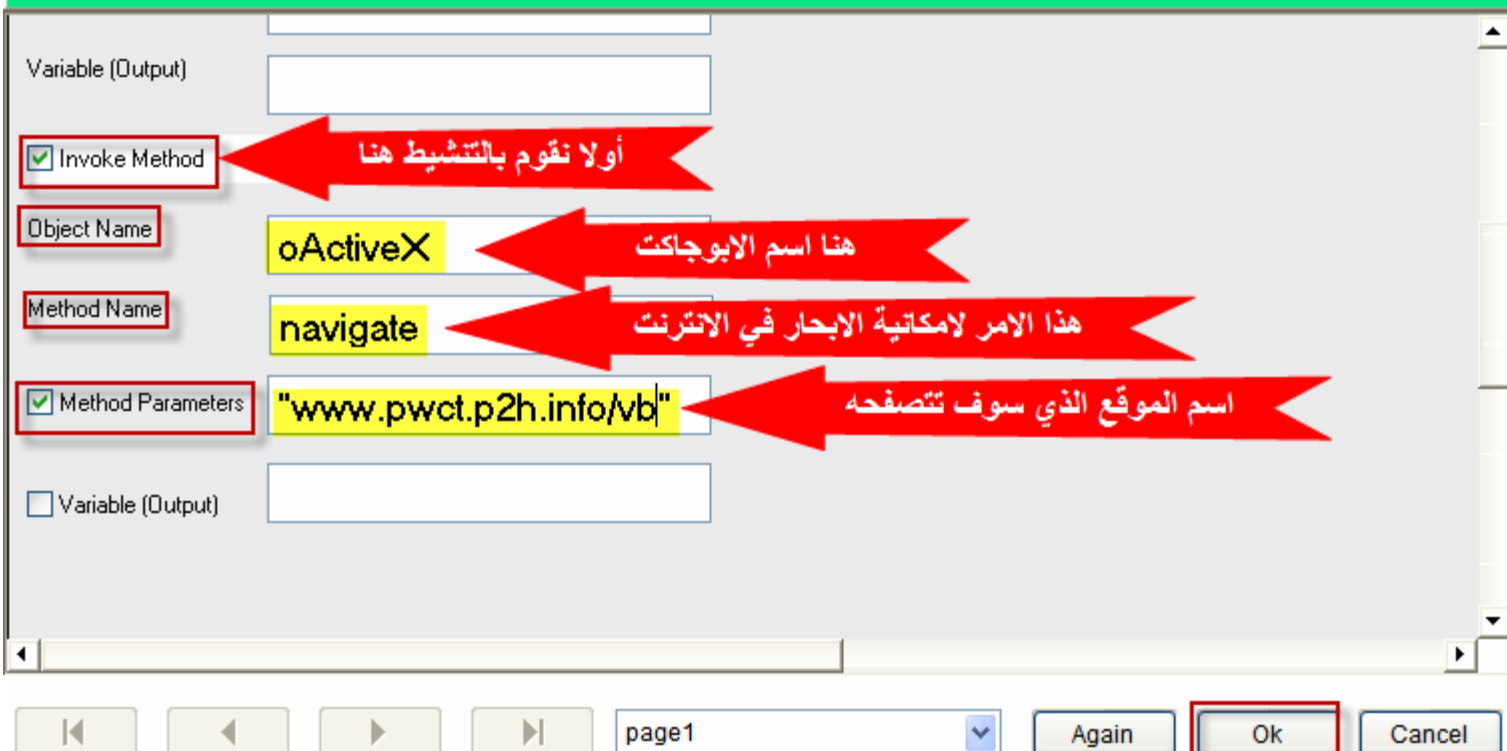 Variable (Output)
Invoke Method
أولا نقوم بالتنشيط هنا
Object Name
oActiveX
هنا اسم الابوجاكت
Method Name
navigate
هذا الامر لامكانية الابحار في الانترنت
Method Parameters
"www.pwct.p2h.info/vb"
اسم الموقع الذي سوف تتصفحه
Variable (Output)
page1
Again
Ok
Cancel